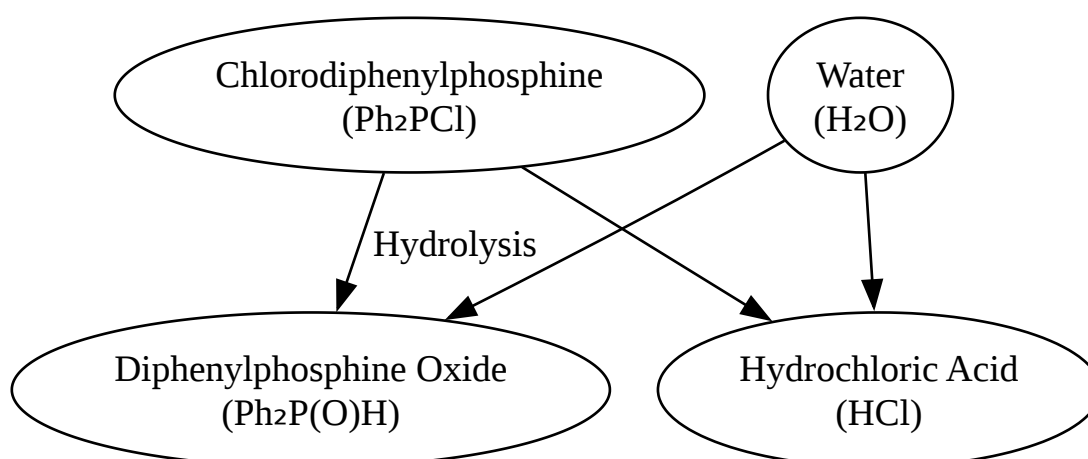 Chlorodiphenylphosphine
(Ph₂PCl)
Water
(H₂O)
Hydrolysis
Diphenylphosphine Oxide
(Ph₂P(O)H)
Hydrochloric Acid
(HCl)